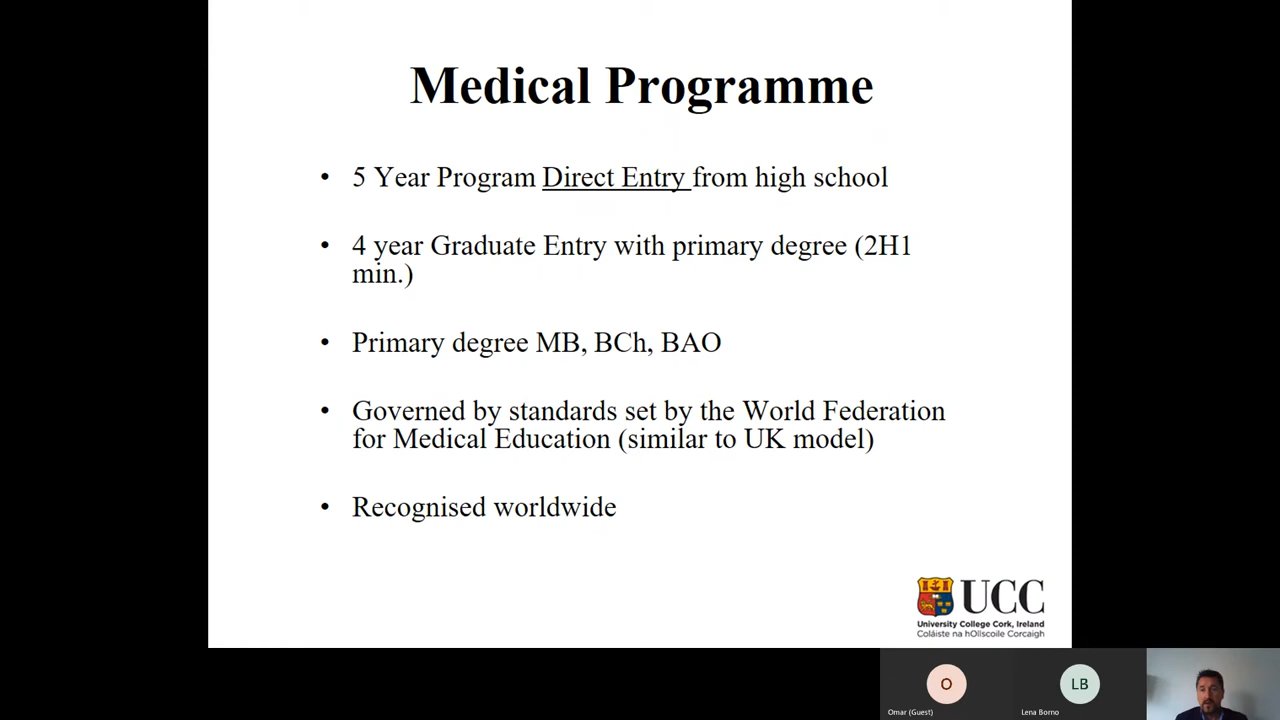 Medical Programme
• 5 Year Program Direct Entry from high school
• 4 year Graduate Entry with primary degree (2H1
min.)
• Primary degree MB, BCh, BAO
• Governed by standards set by the World Federation
for Medical Education (similar to UK model)
• Recognised worldwide
UCC
University College Cork, Ireland
Coláiste na hOllscoile Corcaigh
O
LB
Omar (Guest)
Lena Borno